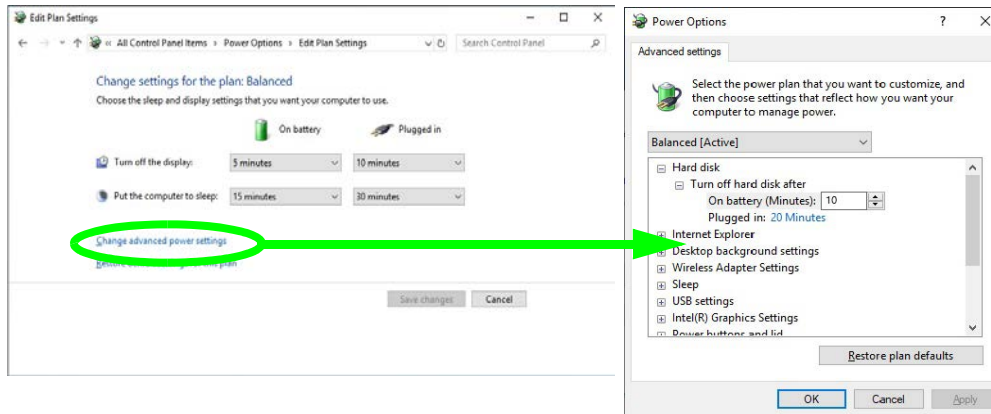 Edit Plan Settings
« All Control Panel Items › Power Options › Edit Plan Settings
Search Control Panel
Change settings for the plan: Balanced
Choose the sleep and display settings that you want your computer to use.
On battery
Plugged in
Turn off the display:
5 minutes
10 minutes
Put the computer to sleep:
15 minutes
30 minutes
Change advanced power settings
plan
Save changes
Cancel
Power Options
?
Advanced settings
Select the power plan that you want to customize, and
then choose settings that reflect how you want your
computer to manage power.
Balanced [Active]
Hard disk
Turn off hard disk after
On battery (Minutes): 10
Plugged in: 20 Minutes
Internet Explorer
Desktop background settings
Wireless Adapter Settings
Sleep
USB settings
Intel(R) Graphics Settings
Power buttons and lid
Restore plan defaults
OK
Cancel
Apply